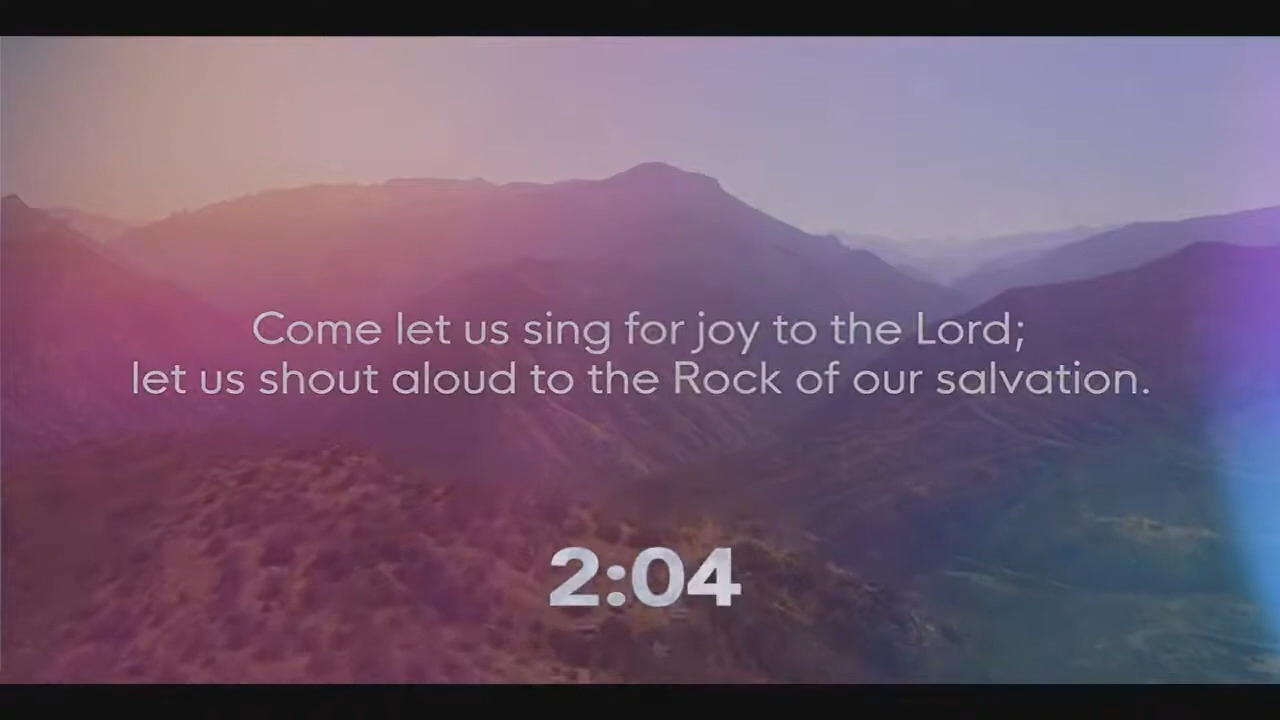 Come let us sing for joy to the Lord;
let us shout aloud to the Rock of our salvation.
2:04